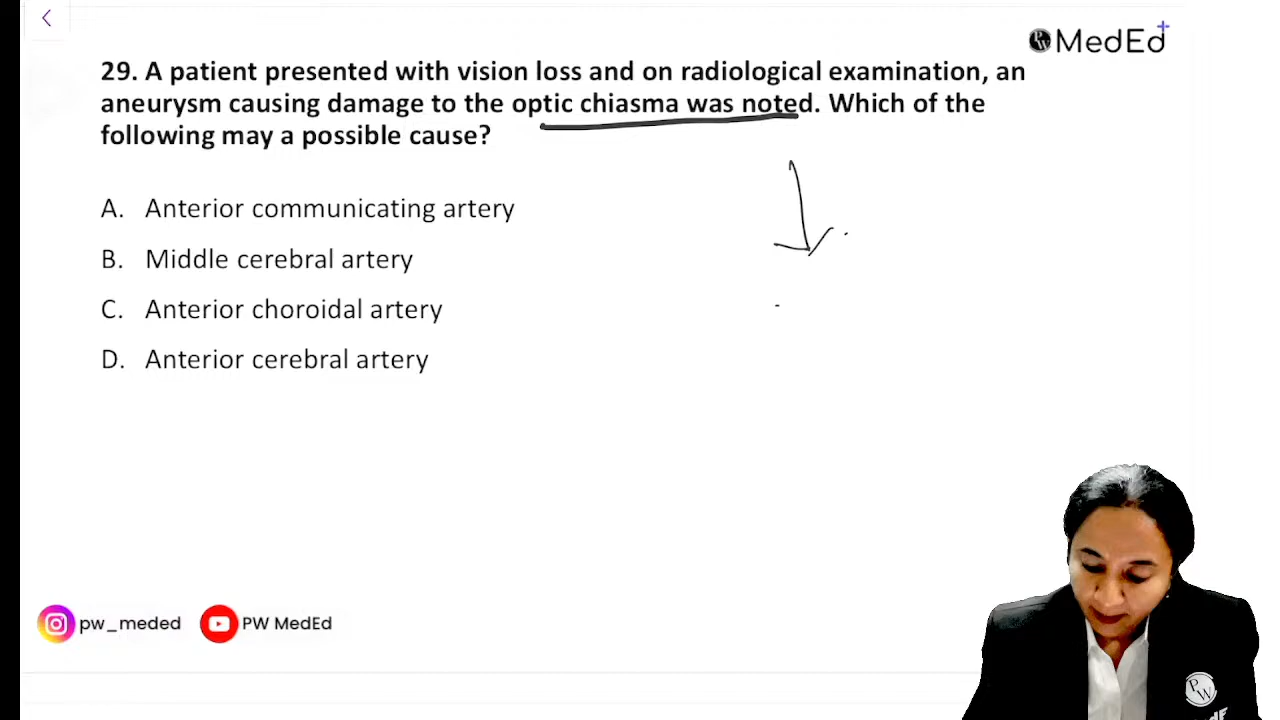 MedEd
29. A patient presented with vision loss and on radiological examination, an
aneurysm causing damage to the optic chiasma was noted. Which of the
following may a possible cause?
A. Anterior communicating artery
B. Middle cerebral artery
C. Anterior choroidal artery
D. Anterior cerebral artery
pw_meded PW MedEd
PW